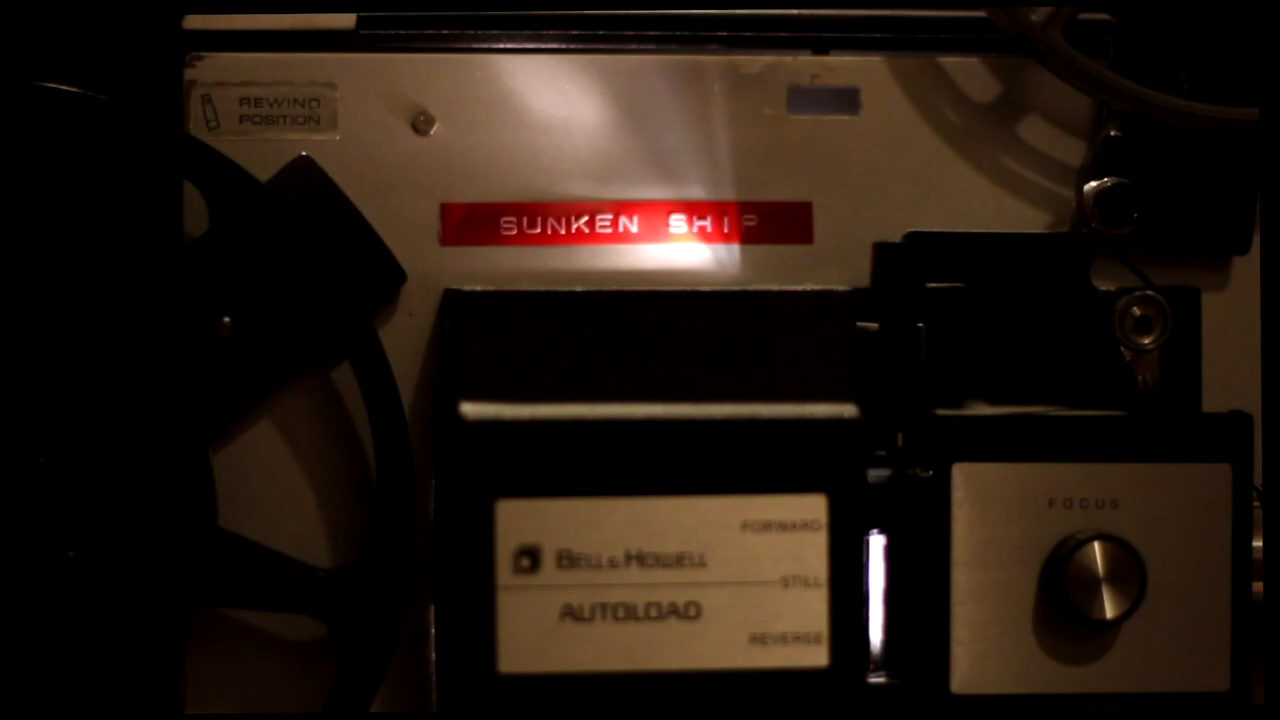 REWIND
POSITION
SUNKEN SHIP
FORWARD
BELL & HOWELL
STILL
AUTOLOAD
REVERSE
FOCUS